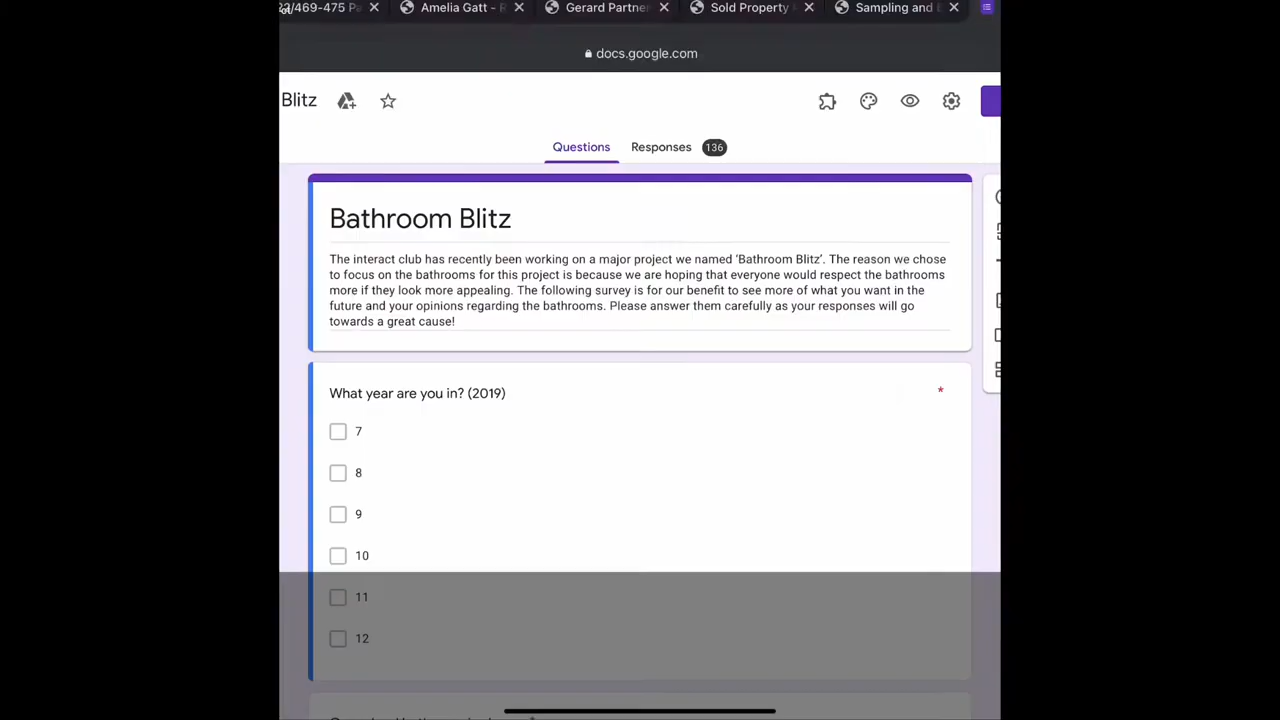 22/469-475 Pa
Amelia Gatt - R
Gerard Partner
Sold Property
Sampling and
docs.google.com
Blitz
Questions
Responses 136
Bathroom Blitz
The interact club has recently been working on a major project we named ‘Bathroom Blitz’. The reason we chose
to focus on the bathrooms for this project is because we are hoping that everyone would respect the bathrooms
more if they look more appealing. The following survey is for our benefit to see more of what you want in the
future and your opinions regarding the bathrooms. Please answer them carefully as your responses will go
towards a great cause!
What year are you in? (2019) *
7
8
9
10
11
12